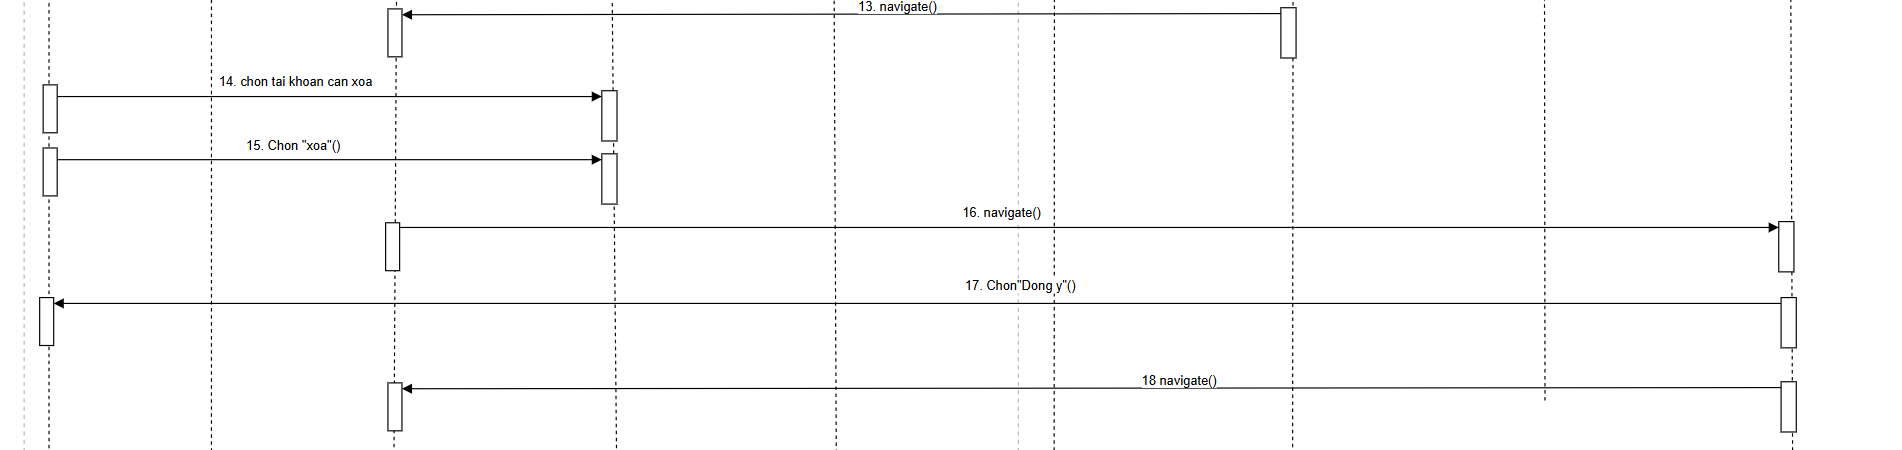 13. navigate()
14. chon tai khoan can xoa
15. Chon "xoa"()
16. navigate()
17. Chon"Dong y"()
18 navigate()